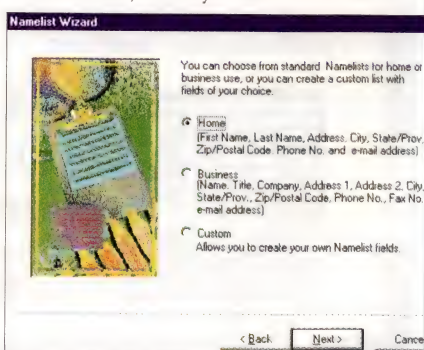 Namelist Wizard
You can choose from standard Namelists for home or
business use, or you can create a custom list with
fields of your choice.
Home
(First Name, Last Name, Address, City, State/Prov,
Zip/Postal Code, Phone No. and e-mail address)
Business
(Name, Title, Company, Address 1, Address 2, City,
State/Prov., Zip/Postal Code, Phone No., Fax No.
e-mail address)
Custom
Allows you to create your own Namelist fields.
< Back Next > Cance